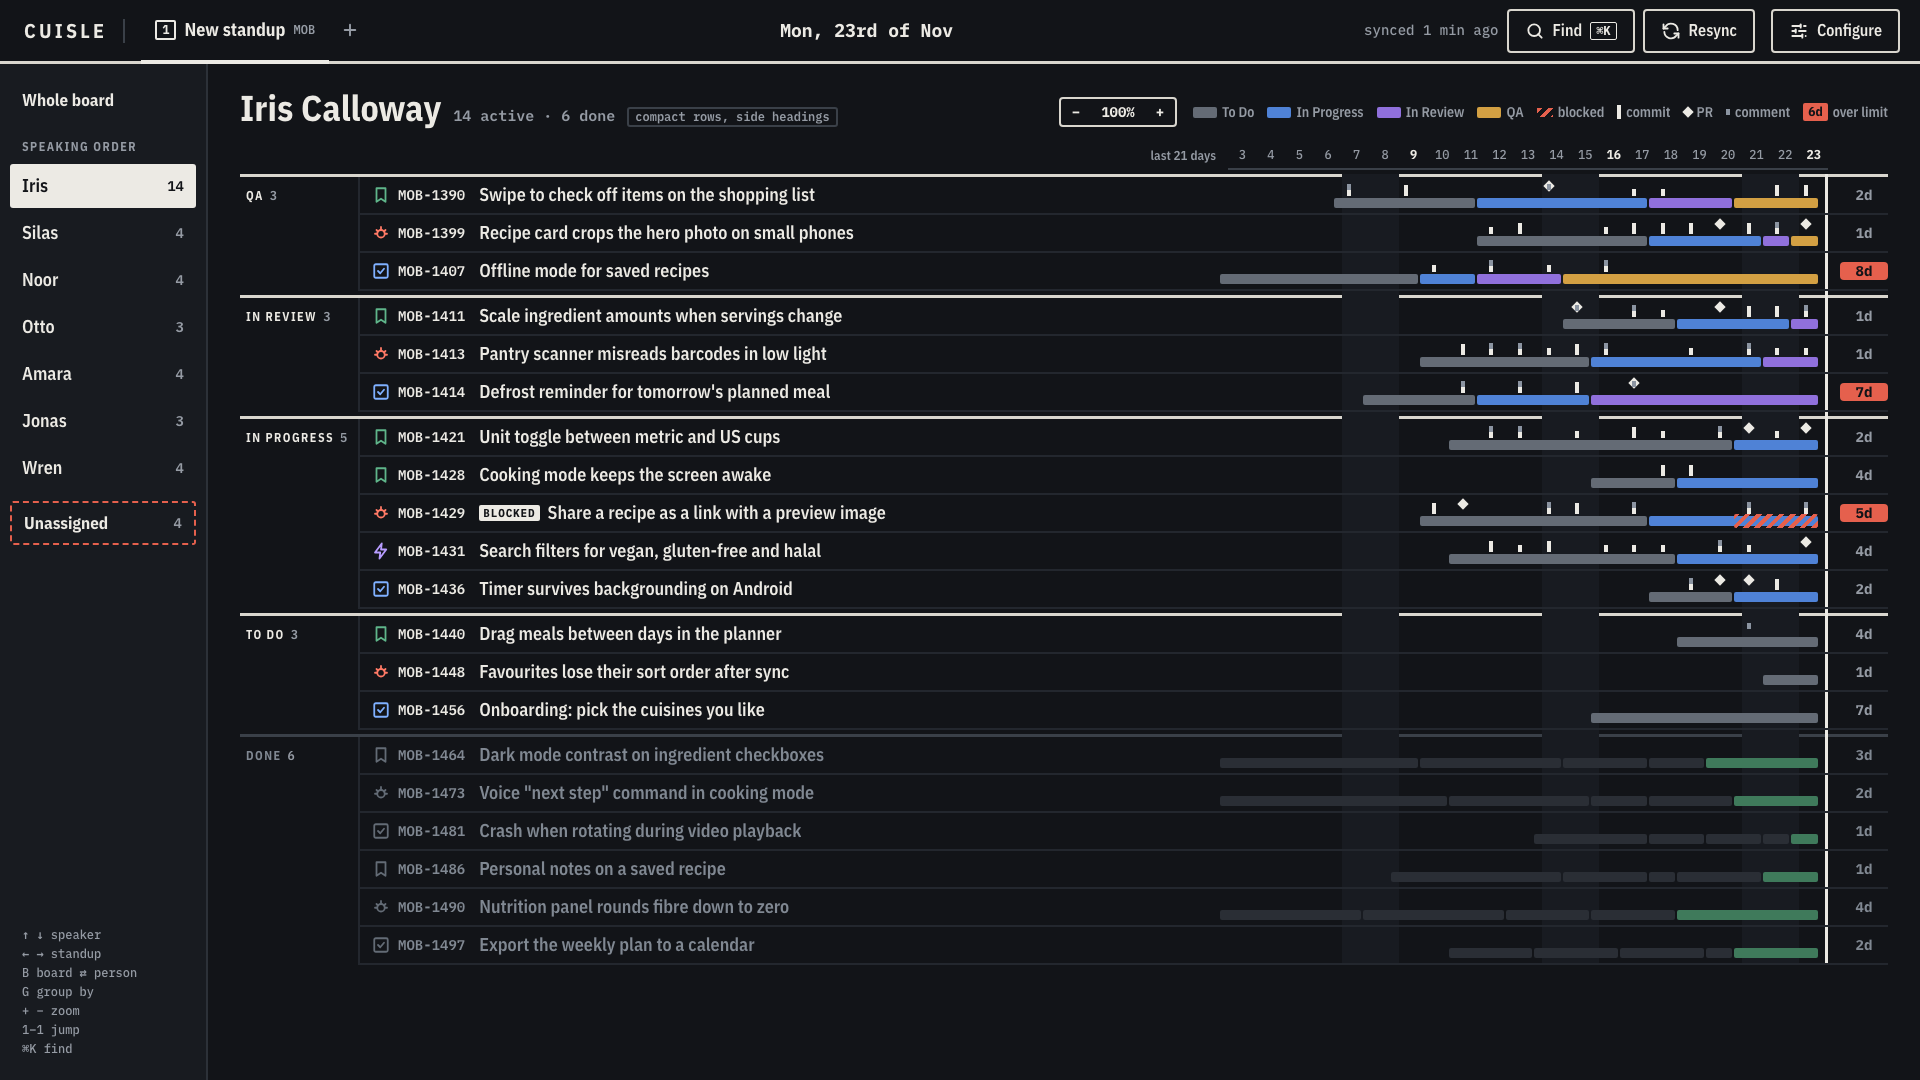 CUISLE
1 New standup MOB +
Mon, 23rd of Nov
synced 1 min ago
Find ⌘K
Resync
Configure
Whole board
SPEAKING ORDER
Iris 14
Silas 4
Noor 4
Otto 3
Amara 4
Jonas 3
Wren 4
Unassigned 4
↑ ↓ speaker
← → standup
B board ⇄ person
G group by
+ − zoom
1–1 jump
⌘K find
Iris Calloway 14 active · 6 done compact rows, side headings
− 100% +
To Do In Progress In Review QA blocked commit PR comment 6d over limit
last 21 days 3 4 5 6 7 8 9 10 11 12 13 14 15 16 17 18 19 20 21 22 23
QA 3
MOB-1390 Swipe to check off items on the shopping list 2d
MOB-1399 Recipe card crops the hero photo on small phones 1d
MOB-1407 Offline mode for saved recipes 8d
IN REVIEW 3
MOB-1411 Scale ingredient amounts when servings change 1d
MOB-1413 Pantry scanner misreads barcodes in low light 1d
MOB-1414 Defrost reminder for tomorrow's planned meal 7d
IN PROGRESS 5
MOB-1421 Unit toggle between metric and US cups 2d
MOB-1428 Cooking mode keeps the screen awake 4d
MOB-1429 BLOCKED Share a recipe as a link with a preview image 5d
MOB-1431 Search filters for vegan, gluten-free and halal 4d
MOB-1436 Timer survives backgrounding on Android 2d
TO DO 3
MOB-1440 Drag meals between days in the planner 4d
MOB-1448 Favourites lose their sort order after sync 1d
MOB-1456 Onboarding: pick the cuisines you like 7d
DONE 6
MOB-1464 Dark mode contrast on ingredient checkboxes 3d
MOB-1473 Voice "next step" command in cooking mode 2d
MOB-1481 Crash when rotating during video playback 1d
MOB-1486 Personal notes on a saved recipe 1d
MOB-1490 Nutrition panel rounds fibre down to zero 4d
MOB-1497 Export the weekly plan to a calendar 2d